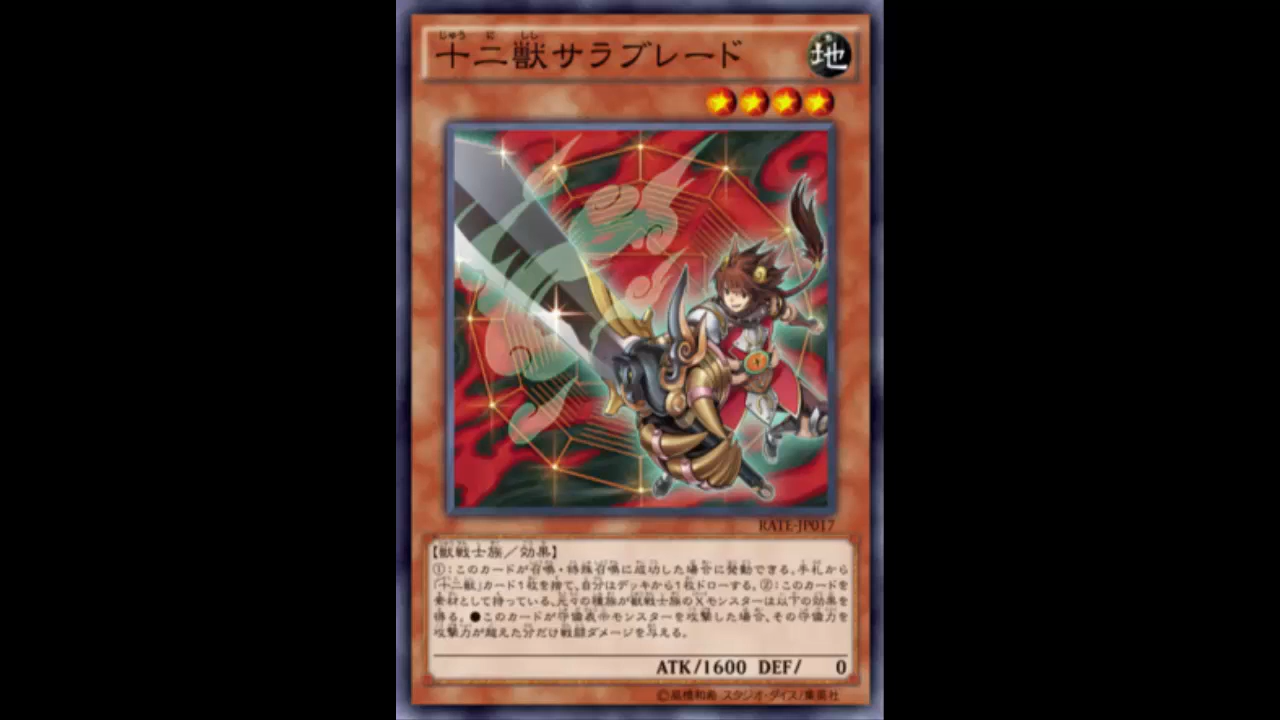 十二獣サラブレード
地
RATE-JP017
【獣戦士族／効果】
①：このカードが召喚・特殊召喚に成功した場合に発動できる。手札から
「十二獣」カード1枚を捨て、自分はデッキから1枚ドローする。②：このカードを
素材として持っている、元々の種族が獣戦士族のXモンスターは以下の効果を
得る。●このカードが守備表示モンスターを攻撃した場合、その守備力を
攻撃力が超えた分だけ戦闘ダメージを与える。
ATK/1600 DEF/ 0
©高橋和希 スタジオ・ダイス/集英社